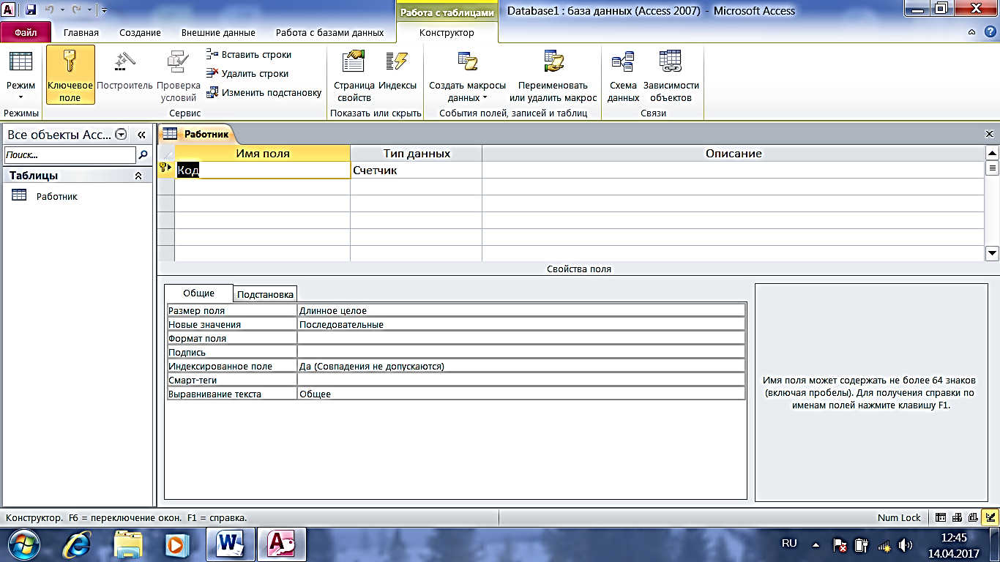 Работа с таблицами
Database1 : база данных (Access 2007) - Microsoft Access
Файл
Главная
Создание
Внешние данные
Работа с базами данных
Конструктор
Режим
Ключевое
поле
Построитель
Проверка
условий
Вставить строки
Удалить строки
Изменить подстановку
Страница
свойств
Индексы
Создать макросы
данных
Переименовать
или удалить макрос
Схема
данных
Зависимости
объектов
Режимы
Сервис
Показать или скрыть
События полей, записей и таблиц
Связи
Все объекты Acc...
Поиск...
Таблицы
Работник
Работник
Имя поля
Тип данных
Описание
Код
Счетчик
Свойства поля
Общие
Подстановка
Размер поля
Длинное целое
Новые значения
Последовательные
Формат поля
Подпись
Индексированное поле
Да (Совпадения не допускаются)
Смарт-теги
Выравнивание текста
Общее
Имя поля может содержать не более 64 знаков
(включая пробелы). Для получения справки по
именам полей нажмите клавишу F1.
Конструктор. F6 = переключение окон. F1 = справка.
Num Lock
RU
12:45
14.04.2017